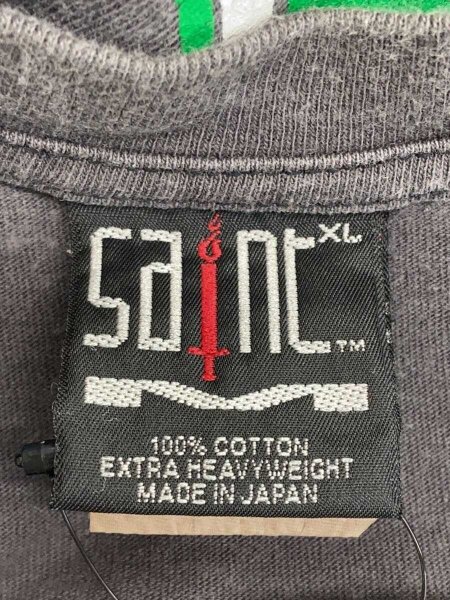 SAINt XL
TM
100% COTTON
EXTRA HEAVYWEIGHT
MADE IN JAPAN